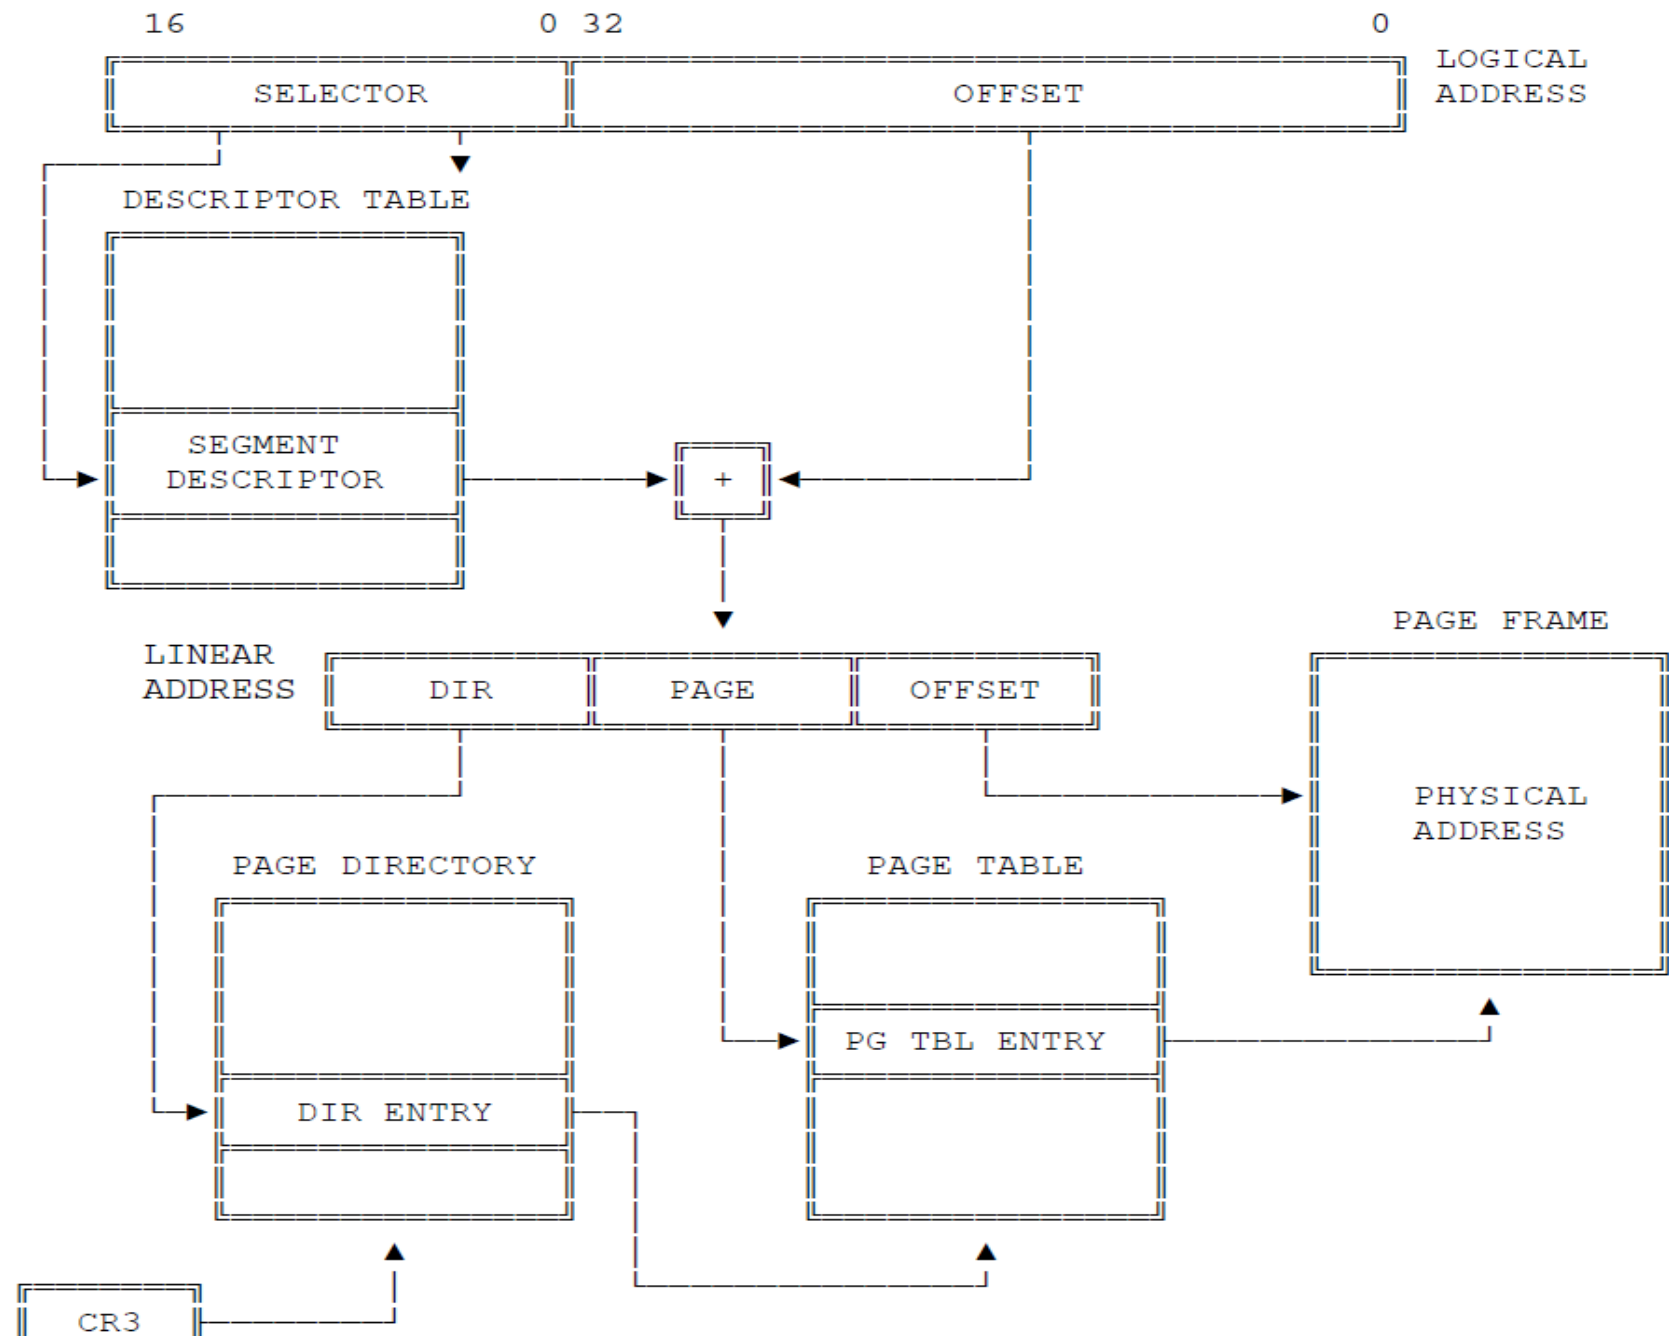 16 0 32 0
LOGICAL
SELECTOR OFFSET ADDRESS
DESCRIPTOR TABLE
SEGMENT
DESCRIPTOR +
PAGE FRAME
LINEAR
ADDRESS DIR PAGE OFFSET
PHYSICAL
ADDRESS
PAGE DIRECTORY PAGE TABLE
PG TBL ENTRY
DIR ENTRY
CR3